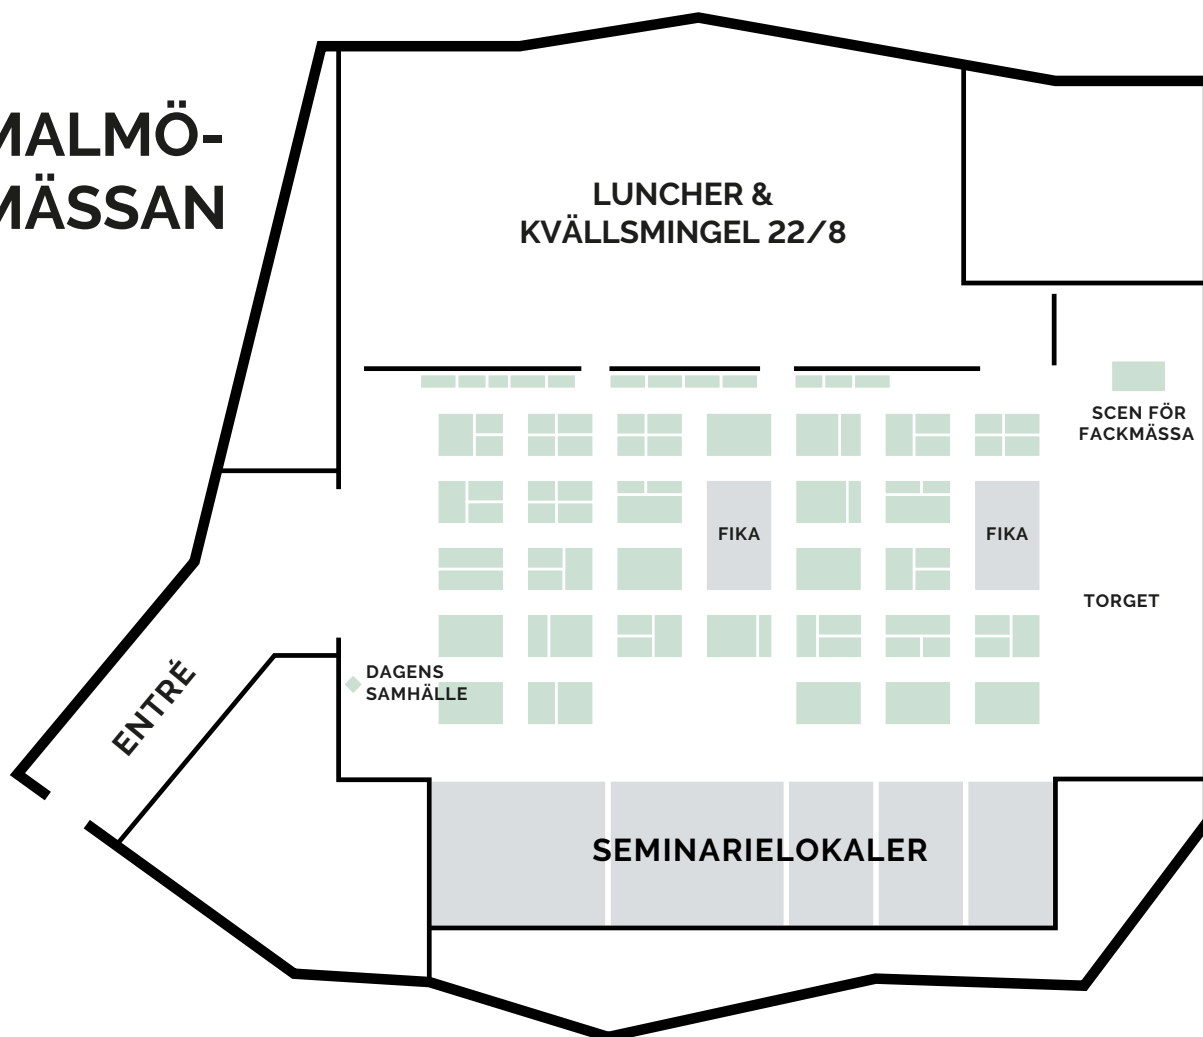 MALMÖ-
MÄSSAN
LUNCHER &
KVÄLLSMINGEL 22/8
SCEN FÖR
FACKMÄSSA
FIKA
FIKA
TORGET
ENTRÉ
DAGENS
SAMHÄLLE
SEMINARIELOKALER